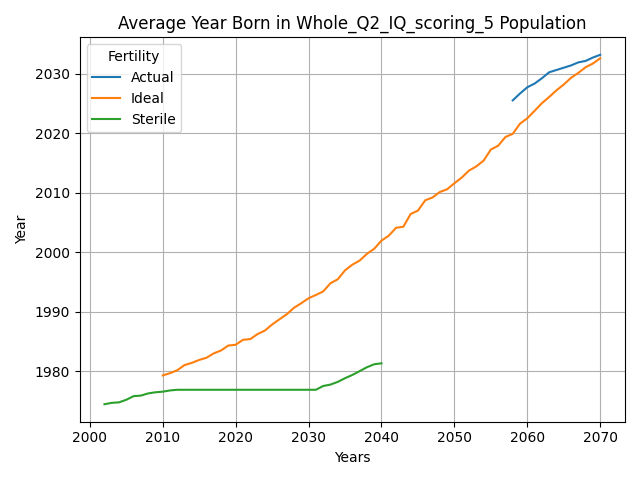 Average Year Born in Whole_Q2_IQ_scoring_5 Population
Fertility
Actual
Ideal
Sterile
Year
2030
2020
2010
2000
1990
1980
2000 2010 2020 2030 2040 2050 2060 2070
Years